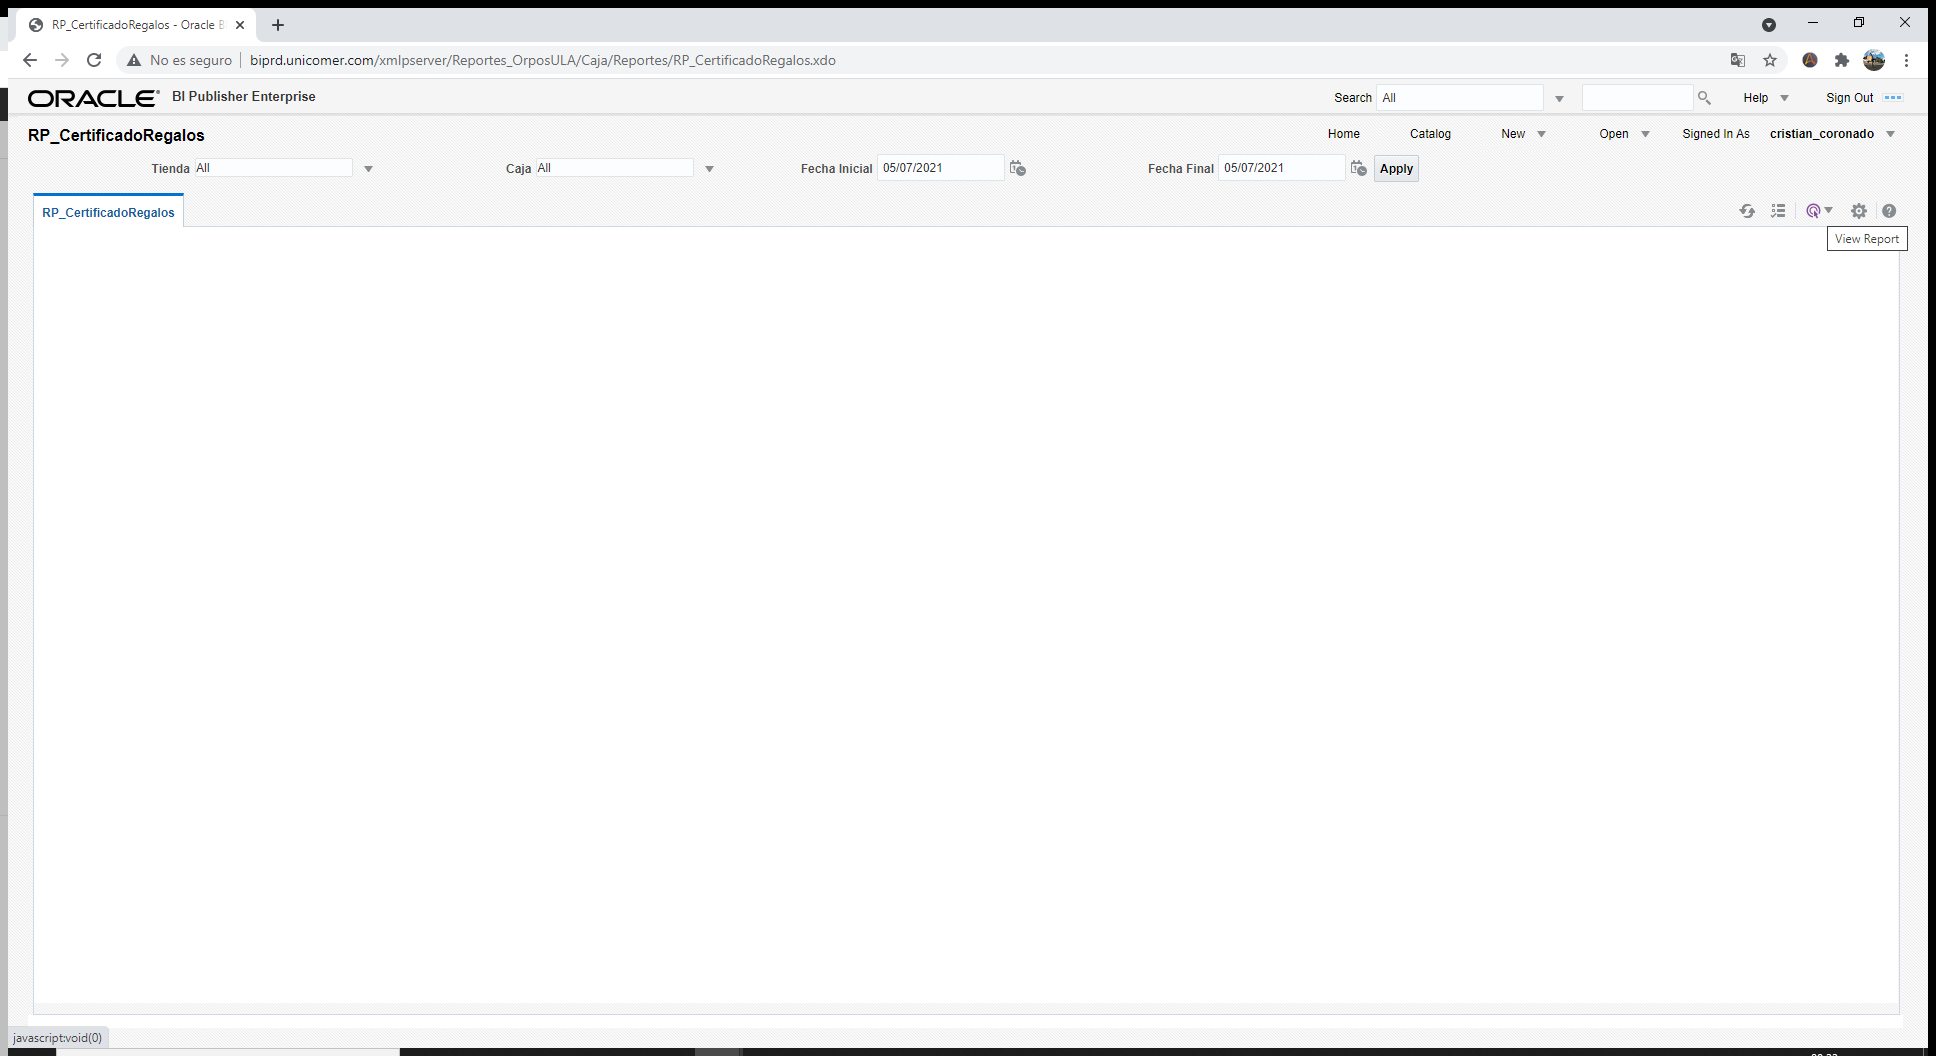 RP_CertificadoRegalos - Oracle B
No es seguro biprd.unicomer.com/xmlpserver/Reportes_OrposULA/Caja/Reportes/RP_CertificadoRegalos.xdo
ORACLE BI Publisher Enterprise Search All Help Sign Out
RP_CertificadoRegalos Home Catalog New Open Signed In As cristian_coronado
Tienda All Caja All Fecha Inicial 05/07/2021 Fecha Final 05/07/2021 Apply
RP_CertificadoRegalos
View Report
javascript:void(0)